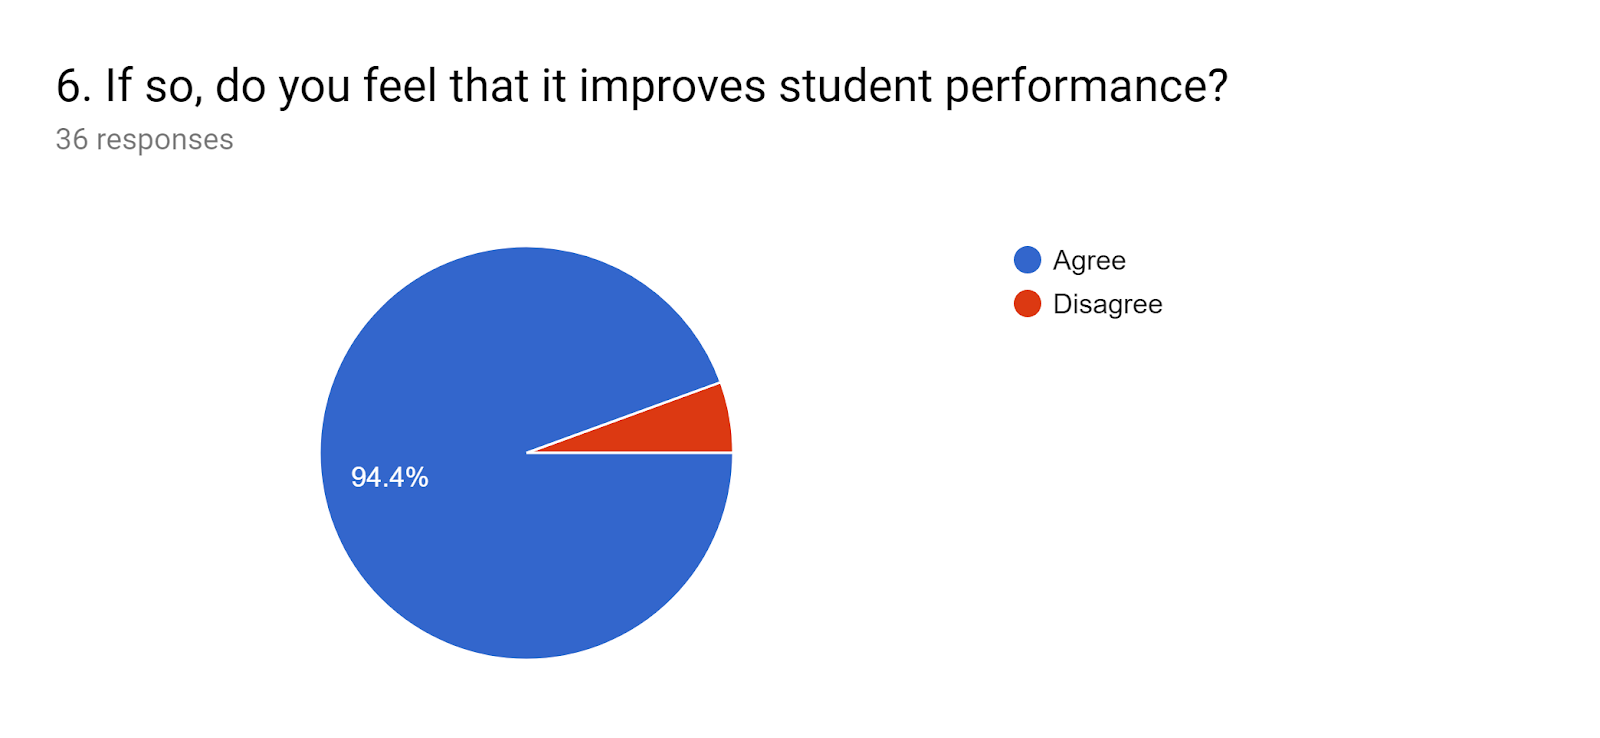 6. If so, do you feel that it improves student performance?
36 responses
Agree
Disagree
94.4%